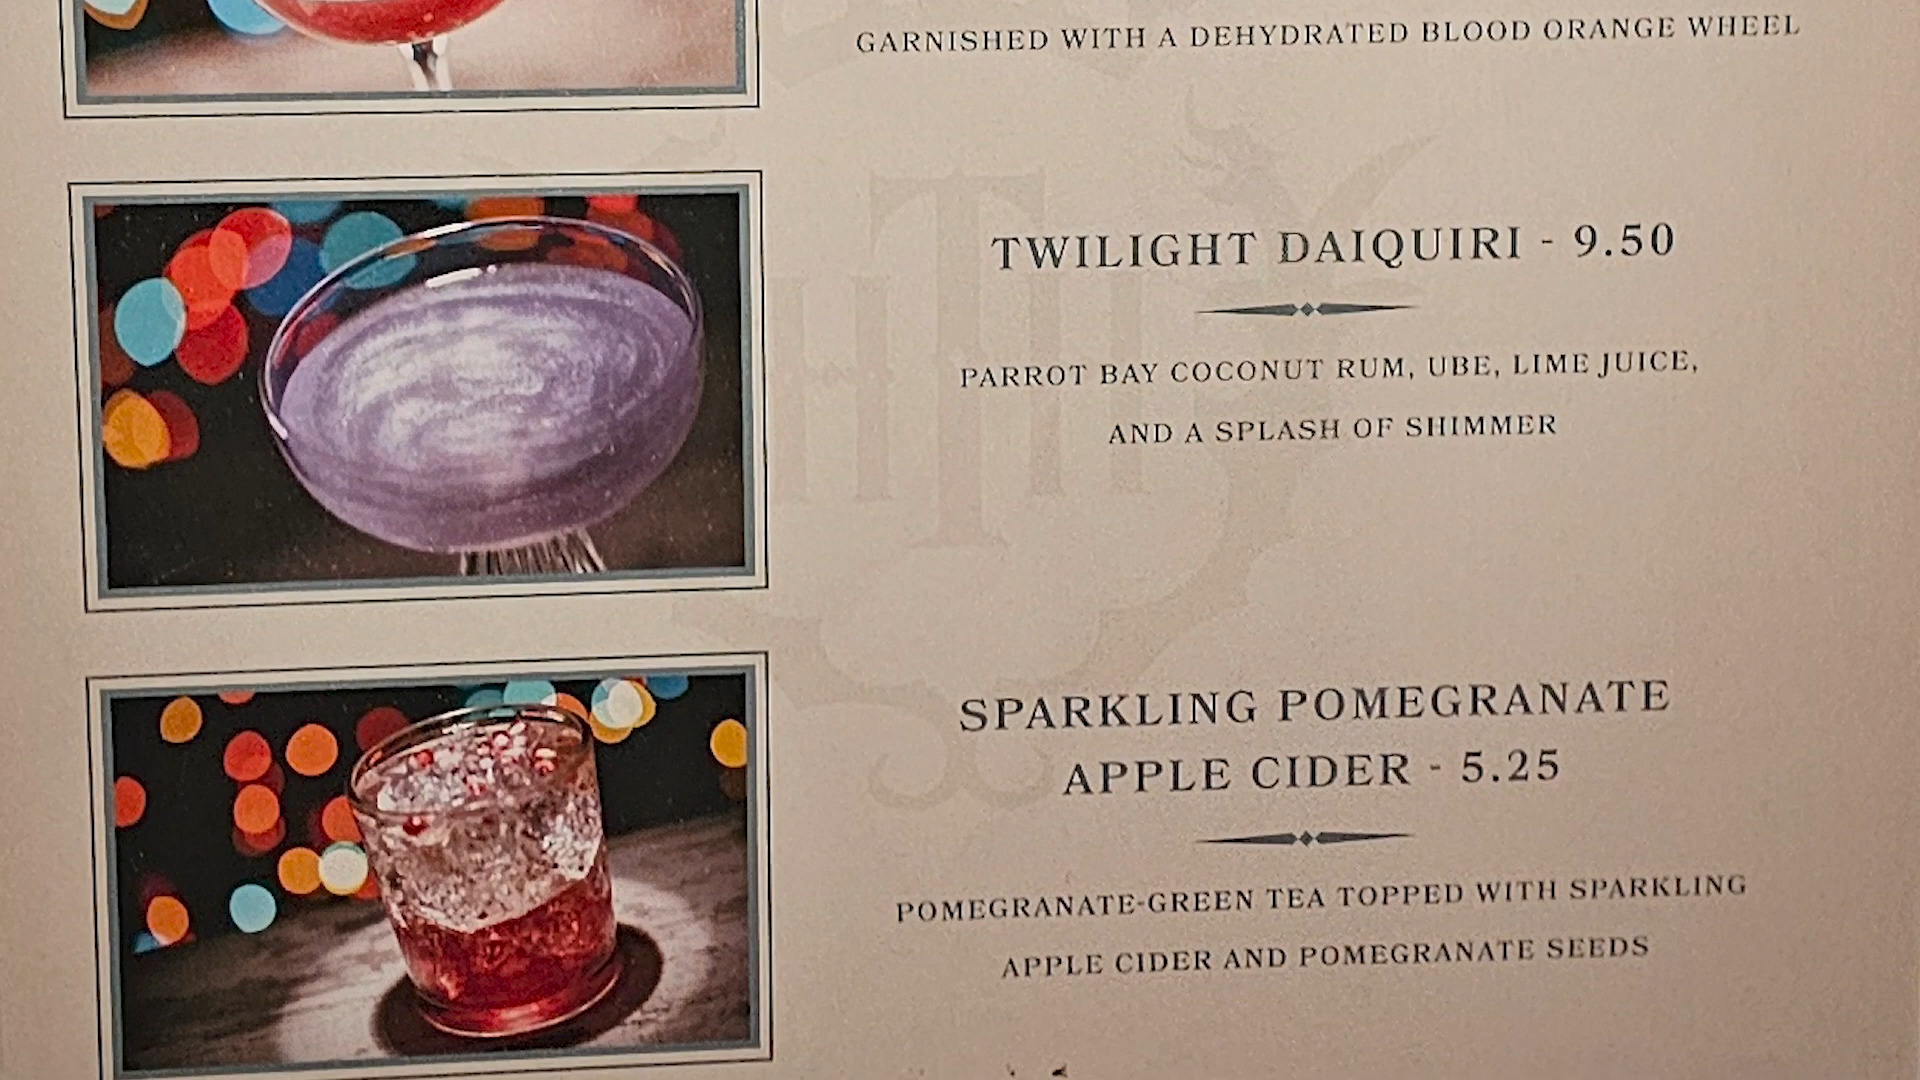 GARNISHED WITH A DEHYDRATED BLOOD ORANGE WHEEL
TWILIGHT DAIQUIRI - 9.50
PARROT BAY COCONUT RUM, UBE, LIME JUICE,
AND A SPLASH OF SHIMMER
SPARKLING POMEGRANATE
APPLE CIDER - 5.25
POMEGRANATE-GREEN TEA TOPPED WITH SPARKLING
APPLE CIDER AND POMEGRANATE SEEDS